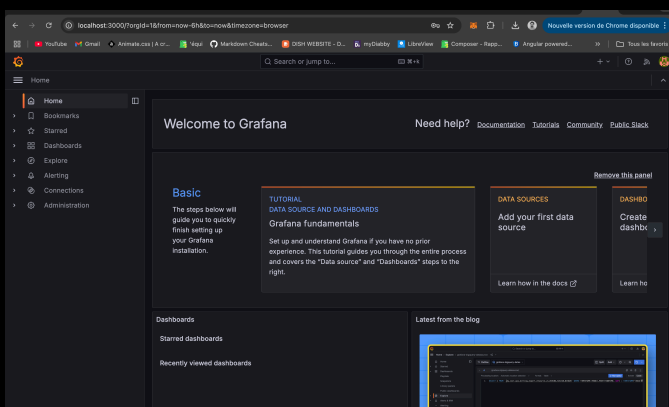 localhost:3000/?orgId=1&from=now-6h&to=now&timezone=browser
Nouvelle version de Chrome disponible
YouTube
Gmail
Animate.css | A cr...
Markdown Cheats...
DISH WEBSITE - D...
myDiabby
LibreView
Composer - Rapp...
Angular powered...
Tous les favoris
Search or jump to...
Home
Home
Bookmarks
Starred
Dashboards
Explore
Alerting
Connections
Administration
Welcome to Grafana
Need help?
Documentation
Tutorials
Community
Public Slack
Remove this panel
Basic
The steps below will
guide you to quickly
finish setting up
your Grafana
installation.
TUTORIAL
DATA SOURCE AND DASHBOARDS
Grafana fundamentals
Set up and understand Grafana if you have no prior
experience. This tutorial guides you through the entire process
and covers the "Data source" and "Dashboards" steps to the
right.
DATA SOURCES
Add your first data
source
Learn how in the docs
DASHBO
Create
dashbo
Learn ho
Dashboards
Starred dashboards
Recently viewed dashboards
Latest from the blog